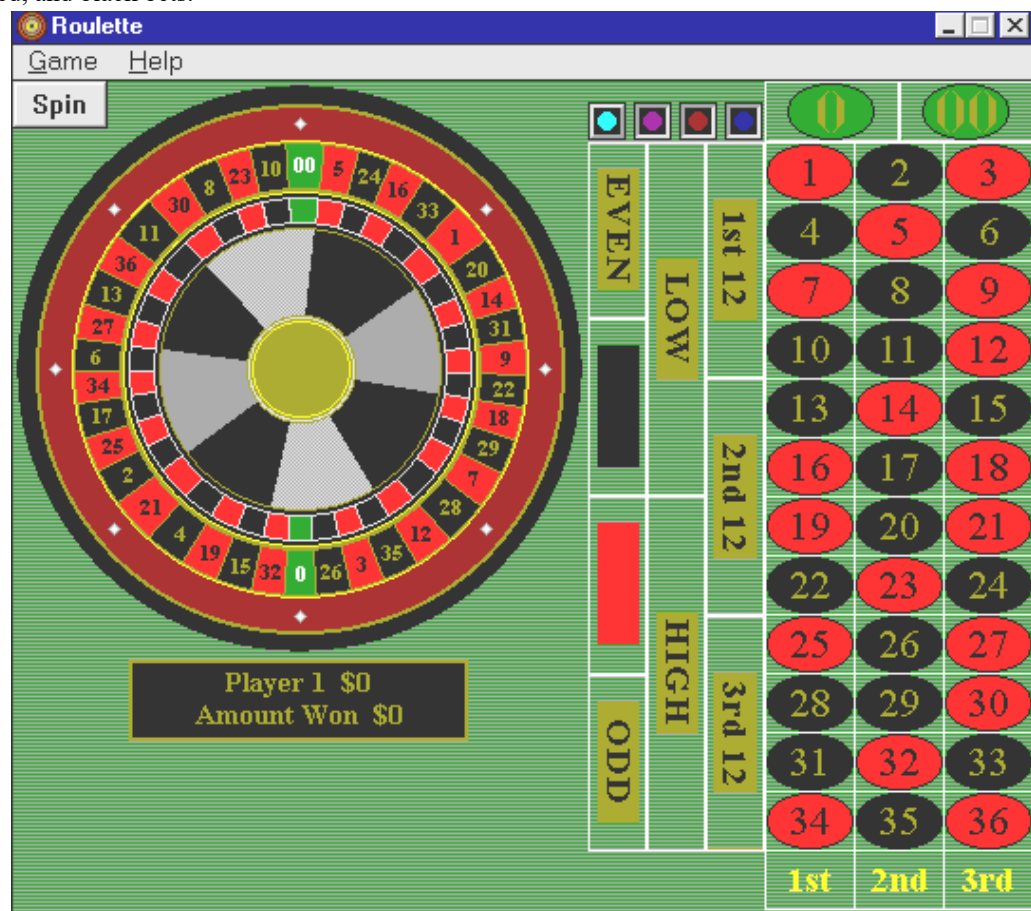 Roulette
Game Help
Spin
00 5 24 16 33 1 20 14 31 9 22 18 29 7 28 12 35 3 26 0 32 15 19 4 21 2 25 17 34 6 27 13 36 11 30 8 23 10
Player 1 $0
Amount Won $0
EVEN
ODD
LOW
HIGH
1st 12
2nd 12
3rd 12
0 00
1 2 3
4 5 6
7 8 9
10 11 12
13 14 15
16 17 18
19 20 21
22 23 24
25 26 27
28 29 30
31 32 33
34 35 36
1st 2nd 3rd